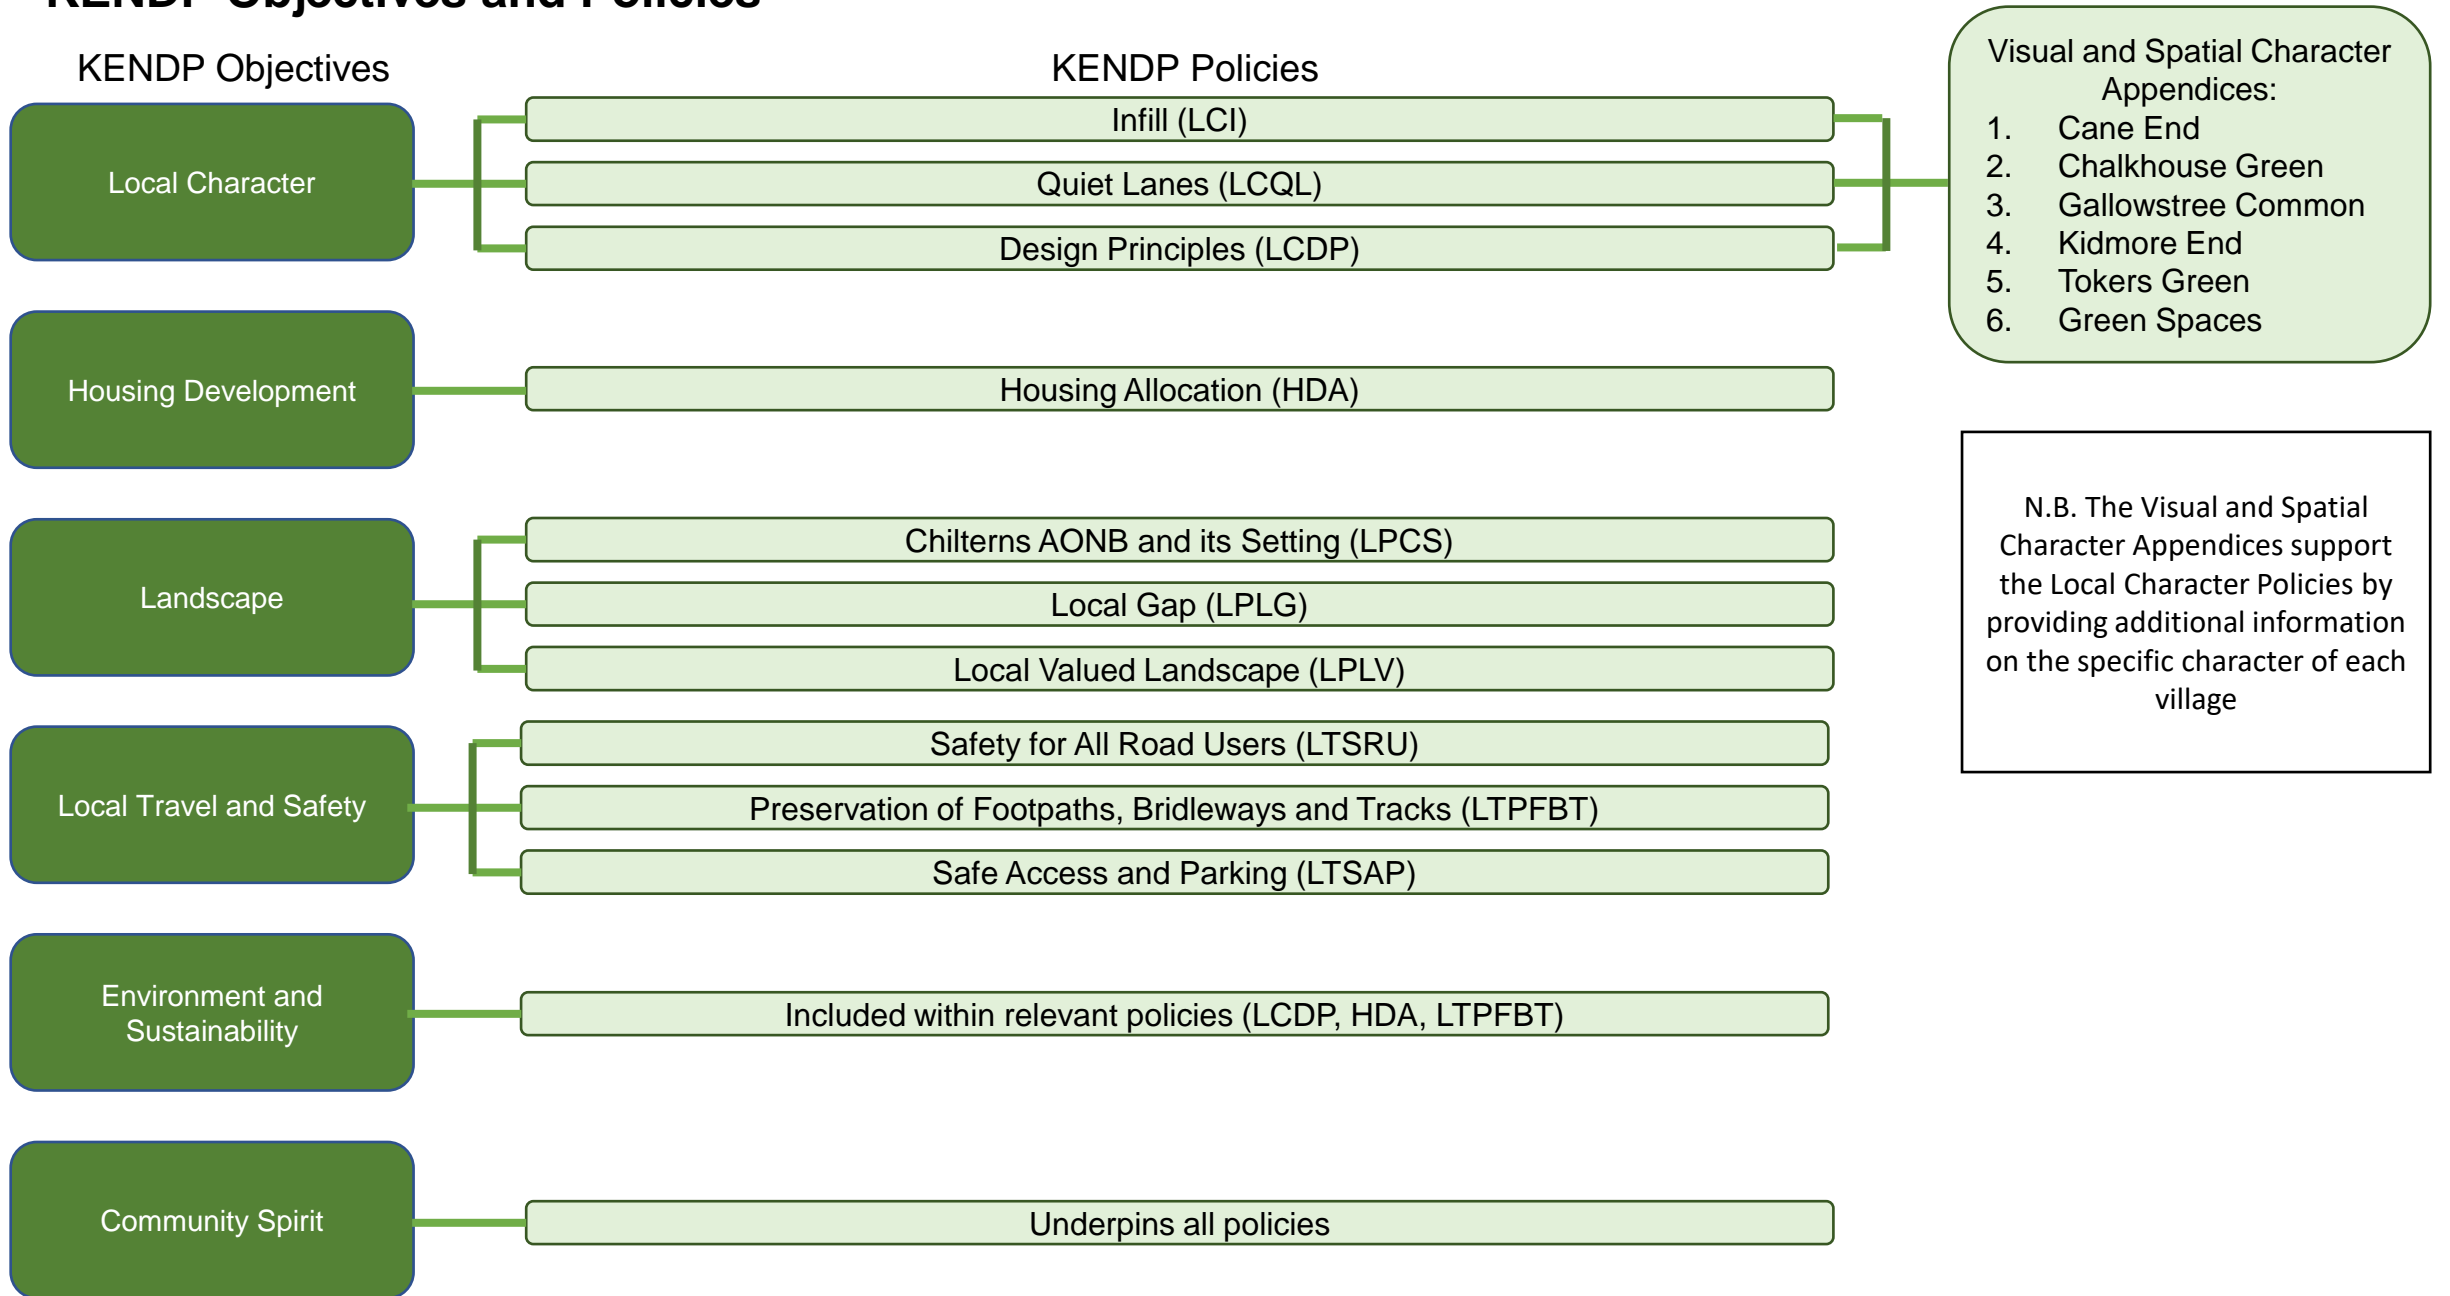 KENDP Objectives and Policies
KENDP Objectives
KENDP Policies
Local Character
Infill (LCI)
Quiet Lanes (LCQL)
Design Principles (LCDP)
Visual and Spatial Character
Appendices:
1. Cane End
2. Chalkhouse Green
3. Gallowstree Common
4. Kidmore End
5. Tokers Green
6. Green Spaces
Housing Development
Housing Allocation (HDA)
N.B. The Visual and Spatial
Character Appendices support
the Local Character Policies by
providing additional information
on the specific character of each
village
Landscape
Chilterns AONB and its Setting (LPCS)
Local Gap (LPLG)
Local Valued Landscape (LPLV)
Local Travel and Safety
Safety for All Road Users (LTSRU)
Preservation of Footpaths, Bridleways and Tracks (LTPFBT)
Safe Access and Parking (LTSAP)
Environment and
Sustainability
Included within relevant policies (LCDP, HDA, LTPFBT)
Community Spirit
Underpins all policies